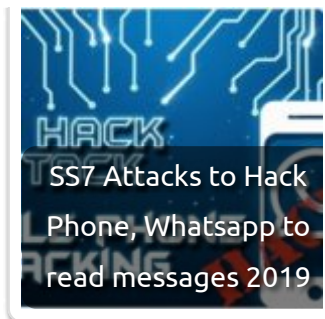 HACK
SS7 Attacks to Hack
Phone, Whatsapp to
read messages 2019